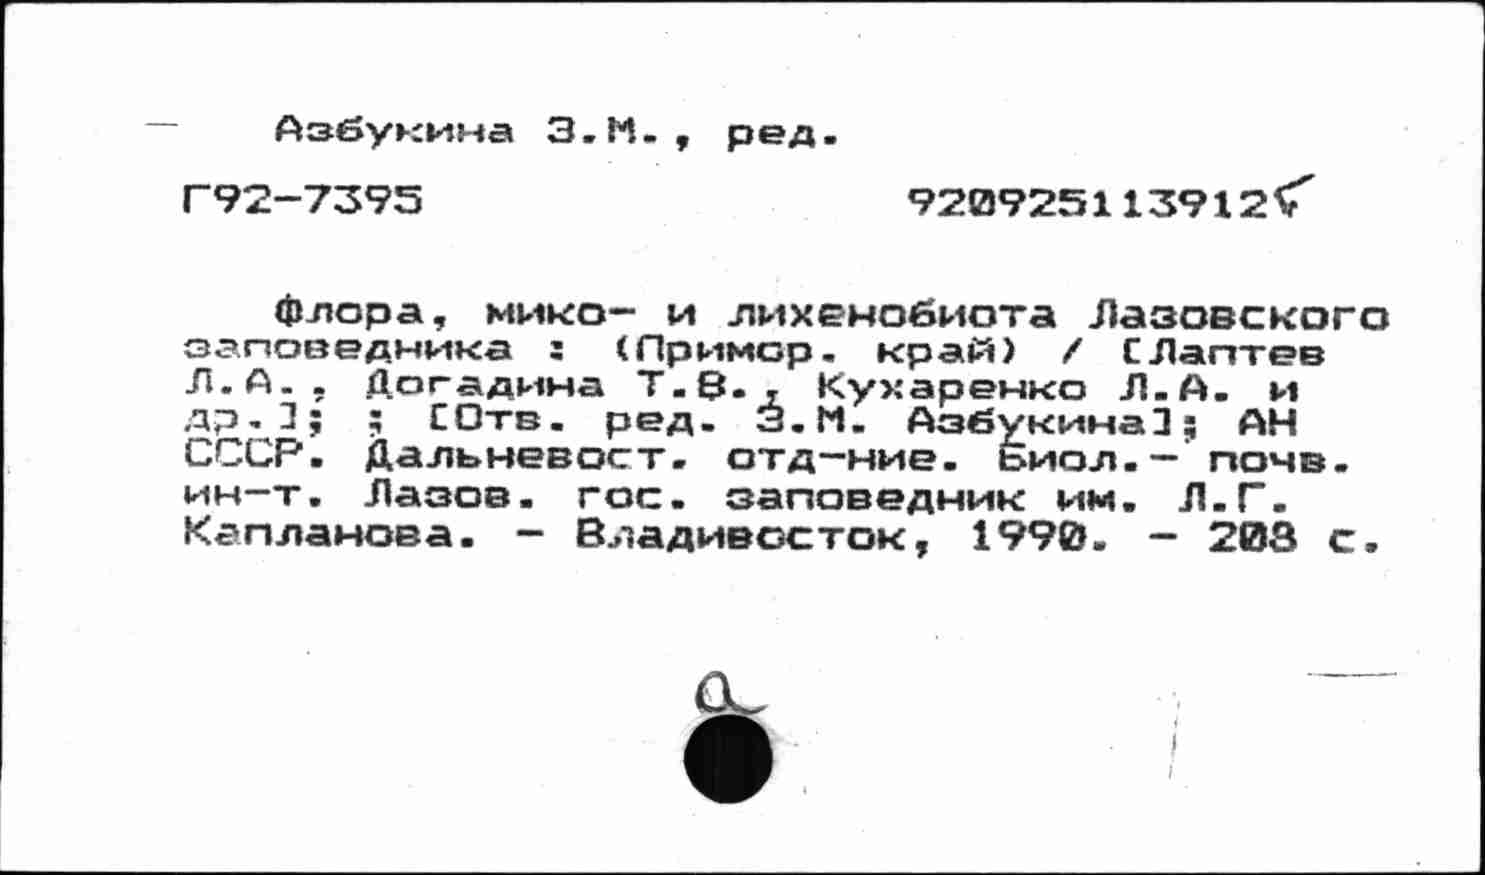 Азбукина З.М., ред.
Г92-7395
920925113912
Флора, мико- и лихенобиота Лазовского
заповедника : (Примор. край) / [Лаптев
Л.А., Догадина Т.В., Кухаренко Л.А. и
др.]; ; [Отв. ред. З.М. Азбукина]; АН
СССР. Дальневост. отд-ние. Биол.- почв.
ин-т. Лазов. гос. заповедник им. Л.Г.
Капланова. - Владивосток, 1990. - 208 с.
a